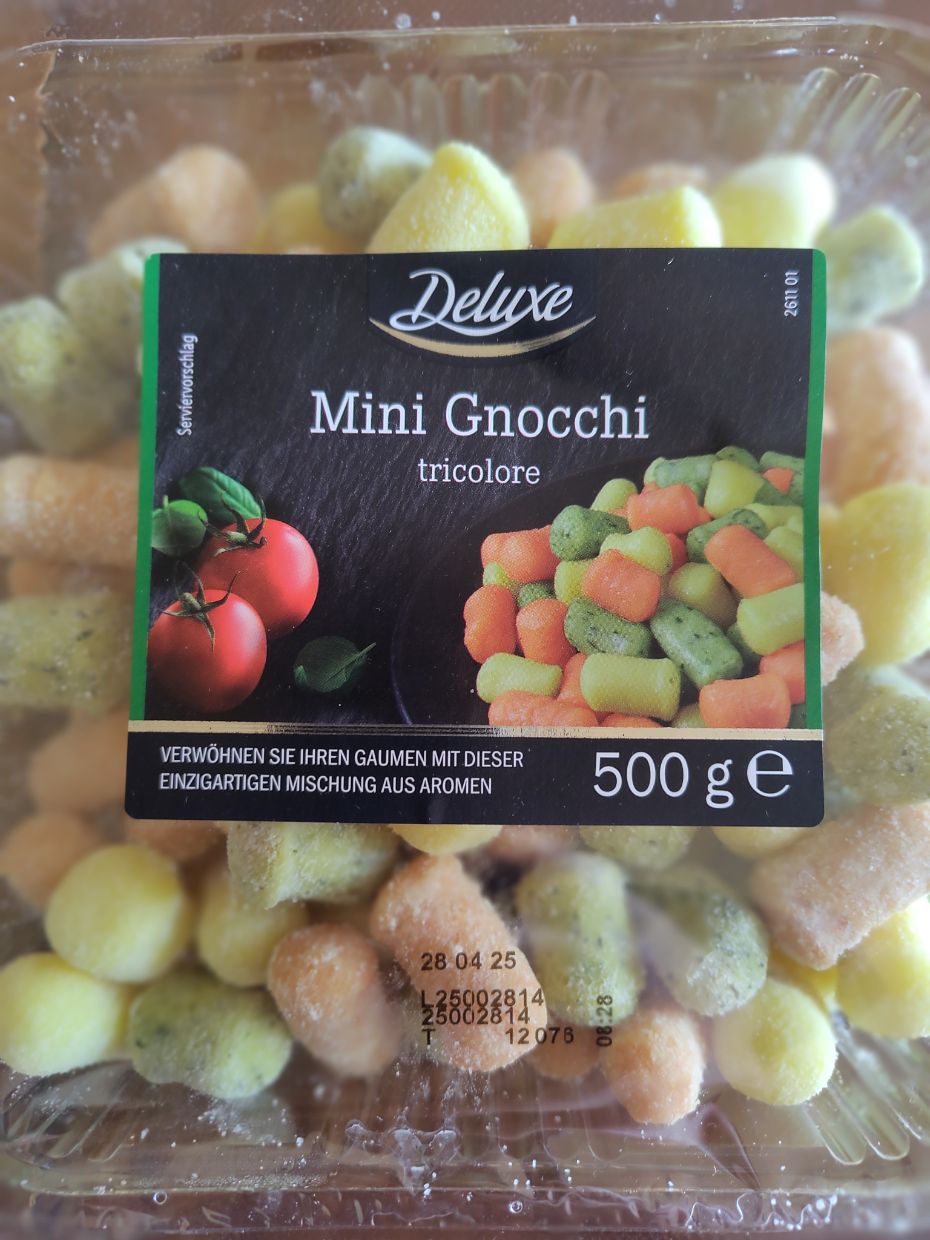 Deluxe
2611 01
Serviervorschlag
Mini Gnocchi
tricolore
VERWÖHNEN SIE IHREN GAUMEN MIT DIESER
EINZIGARTIGEN MISCHUNG AUS AROMEN
500 g e
28 04 25
L25002814
25002814
T 12 076
08:28